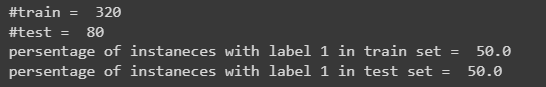 #train =  320
#test =  80
persentage of instaneces with label 1 in train set =  50.0
persentage of instaneces with label 1 in test set =  50.0